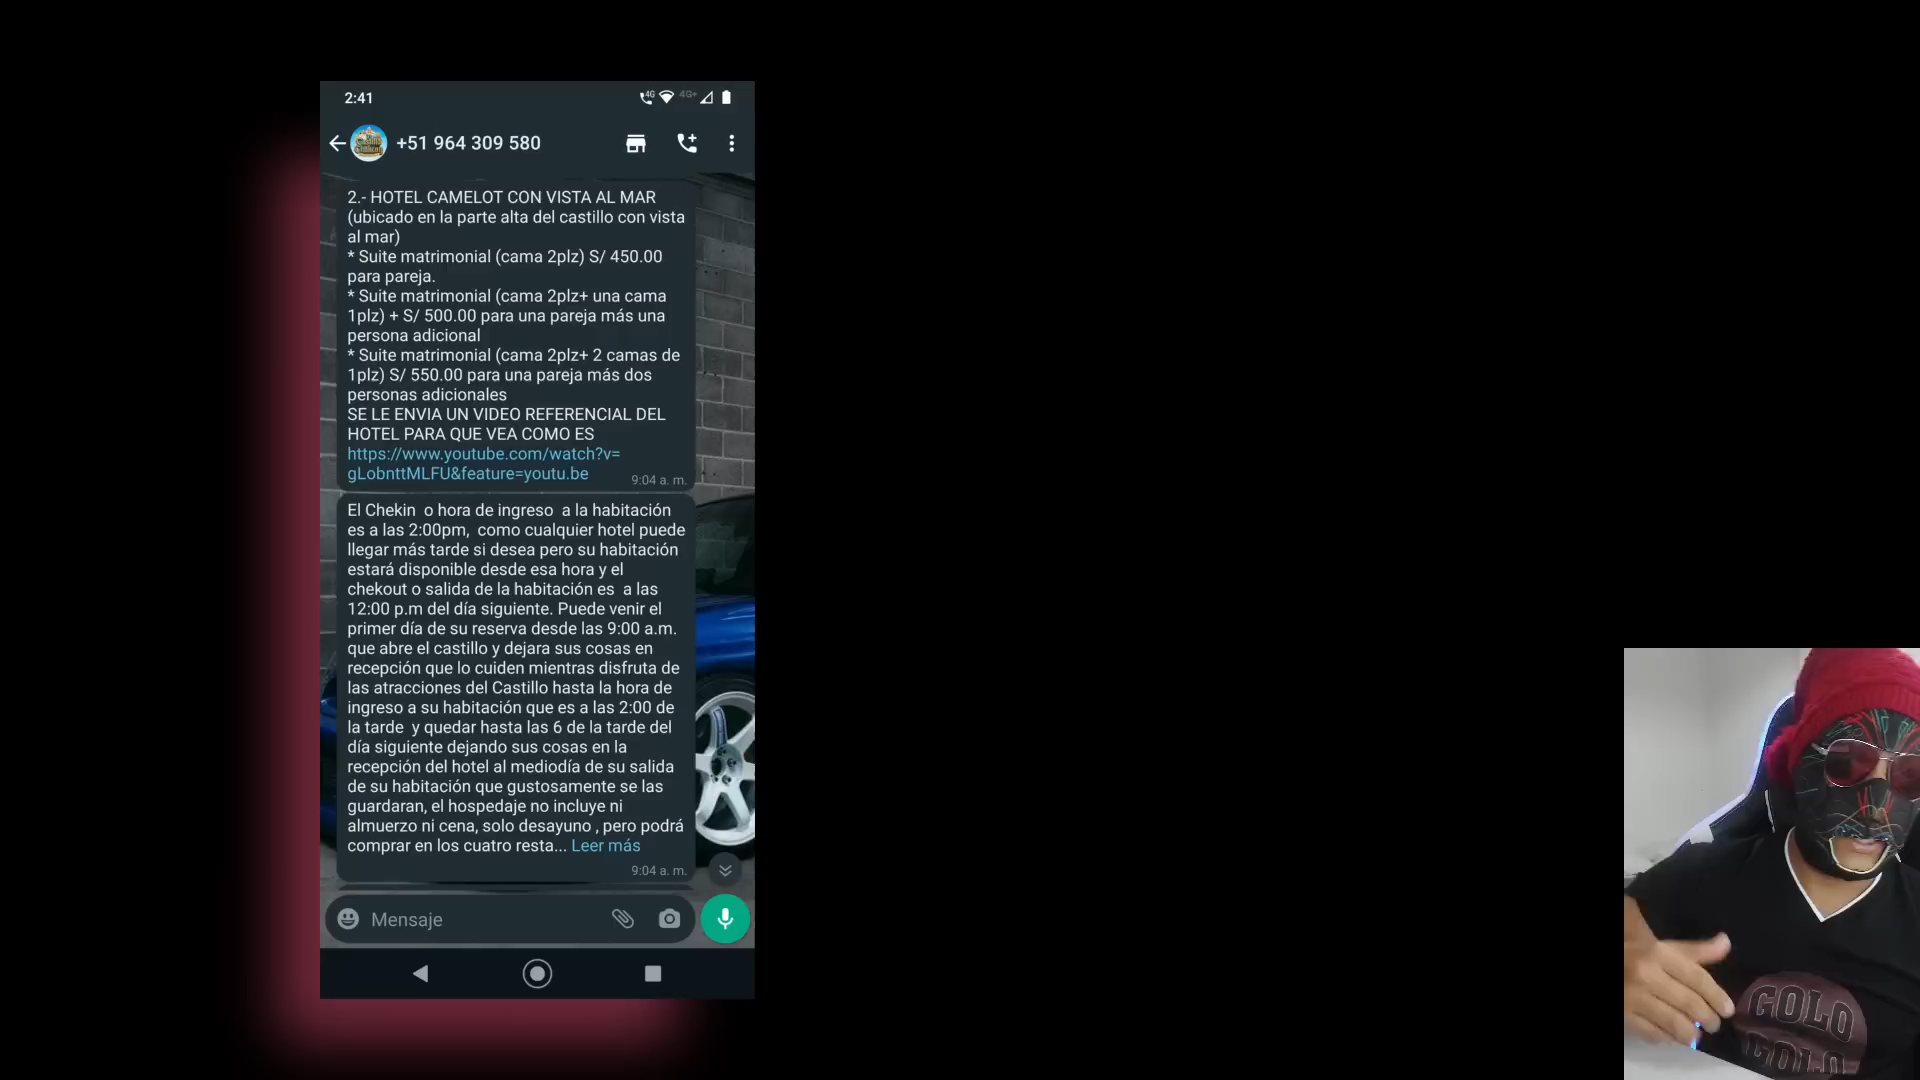 2:41
4G
4G+
+51 964 309 580
2.- HOTEL CAMELOT CON VISTA AL MAR
(ubicado en la parte alta del castillo con vista
al mar)
* Suite matrimonial (cama 2plz) S/ 450.00
para pareja.
* Suite matrimonial (cama 2plz+ una cama
1plz) + S/ 500.00 para una pareja más una
persona adicional
* Suite matrimonial (cama 2plz+ 2 camas de
1plz) S/ 550.00 para una pareja más dos
personas adicionales
SE LE ENVIA UN VIDEO REFERENCIAL DEL
HOTEL PARA QUE VEA COMO ES
https://www.youtube.com/watch?v=
gLobnttMLFU&feature=youtu.be
9:04 a. m.
El Chekin o hora de ingreso a la habitación
es a las 2:00pm, como cualquier hotel puede
llegar más tarde si desea pero su habitación
estará disponible desde esa hora y el
chekout o salida de la habitación es a las
12:00 p.m del día siguiente. Puede venir el
primer día de su reserva desde las 9:00 a.m.
que abre el castillo y dejara sus cosas en
recepción que lo cuiden mientras disfruta de
las atracciones del Castillo hasta la hora de
ingreso a su habitación que es a las 2:00 de
la tarde y quedar hasta las 6 de la tarde del
día siguiente dejando sus cosas en la
recepción del hotel al mediodía de su salida
de su habitación que gustosamente se las
guardaran, el hospedaje no incluye ni
almuerzo ni cena, solo desayuno , pero podrá
comprar en los cuatro resta... Leer más
9:04 a. m.
Mensaje
GOLO
GOLO